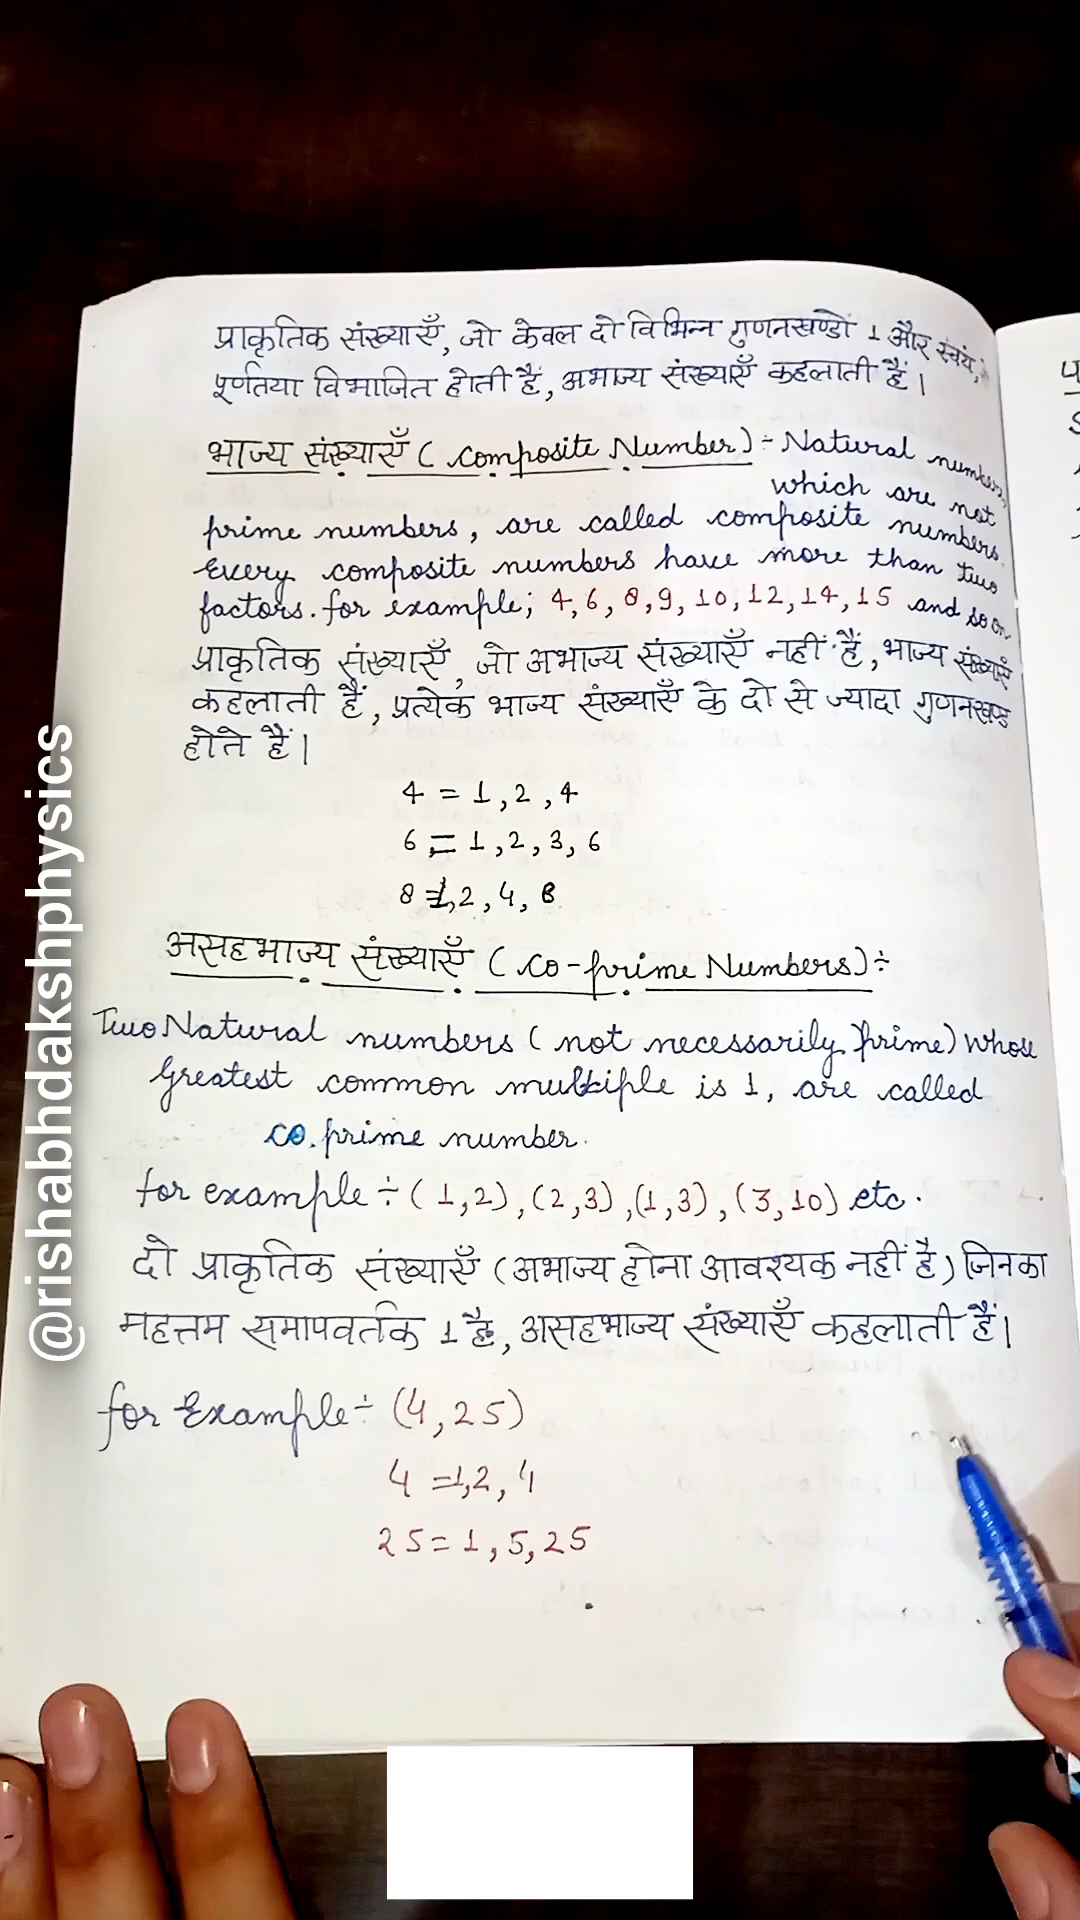 प्राकृतिक संख्याएँ, जो केवल दो विभिन्न गुणनखण्डों 1 और स्वयं,
पूर्णतया विभाजित होती हैं, अभाज्य संख्याएँ कहलाती हैं।
भाज्य संख्याएँ ( Composite Number ) ÷ Natural numbers,
which are not
prime numbers, are called composite numbers.
Every composite numbers have more than two
factors. for example; 4, 6, 8, 9, 10, 12, 14, 15 and so on
प्राकृतिक संख्याएँ, जो अभाज्य संख्याएँ नहीं हैं, भाज्य संख्याएँ
कहलाती हैं, प्रत्येक भाज्य संख्याएँ के दो से ज्यादा गुणनखण्ड
होते हैं।
4 = 1, 2, 4
6 = 1, 2, 3, 6
8 = 1, 2, 4, 8
असहभाज्य संख्याएँ ( Co-prime Numbers ) ÷
Two Natural numbers ( not necessarily prime) whose
Greatest common multiple is 1, are called
co. prime number.
for example ÷ ( 1, 2), (2, 3), (1, 3), (3, 10) etc.
दो प्राकृतिक संख्याएँ (अभाज्य होना आवश्यक नहीं है) जिनका
महत्तम समापवर्तक 1 है, असहभाज्य संख्याएँ कहलाती हैं।
for Example ÷ (4, 25)
4 = 1, 2, 4
25 = 1, 5, 25
@rishabhdakshphysics